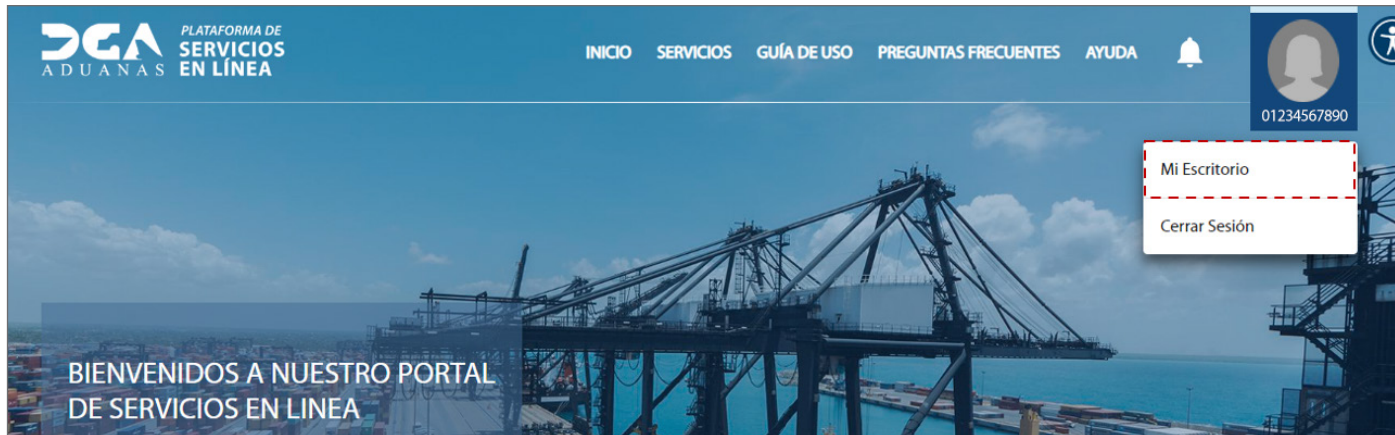 DGA
ADUANAS
PLATAFORMA DE
SERVICIOS
EN LÍNEA
INICIO SERVICIOS GUÍA DE USO PREGUNTAS FRECUENTES AYUDA
01234567890
Mi Escritorio
Cerrar Sesión
BIENVENIDOS A NUESTRO PORTAL
DE SERVICIOS EN LINEA